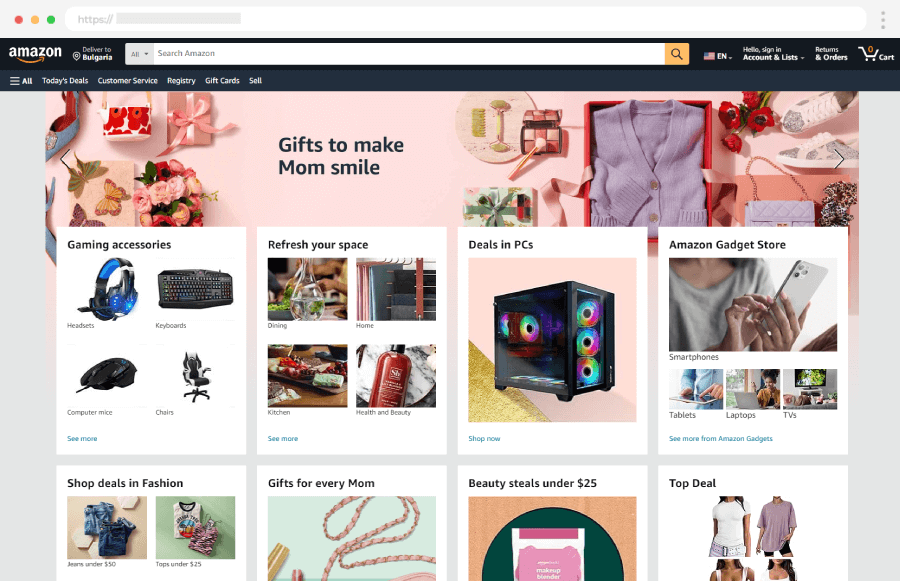 https://
amazon
Deliver to
Bulgaria
All
Search Amazon
EN
Hello, sign in
Account & Lists
Returns
& Orders
0
Cart
All
Today's Deals
Customer Service
Registry
Gift Cards
Sell
Gifts to make
Mom smile
Gaming accessories
Headsets
Keyboards
Computer mice
Chairs
See more
Refresh your space
Dining
Home
Kitchen
Health and Beauty
See more
Deals in PCs
Shop now
Amazon Gadget Store
Smartphones
Tablets
Laptops
TVs
See more from Amazon Gadgets
Shop deals in Fashion
Jeans under $50
Tops under $25
Gifts for every Mom
Beauty steals under $25
makeup
blender
Top Deal